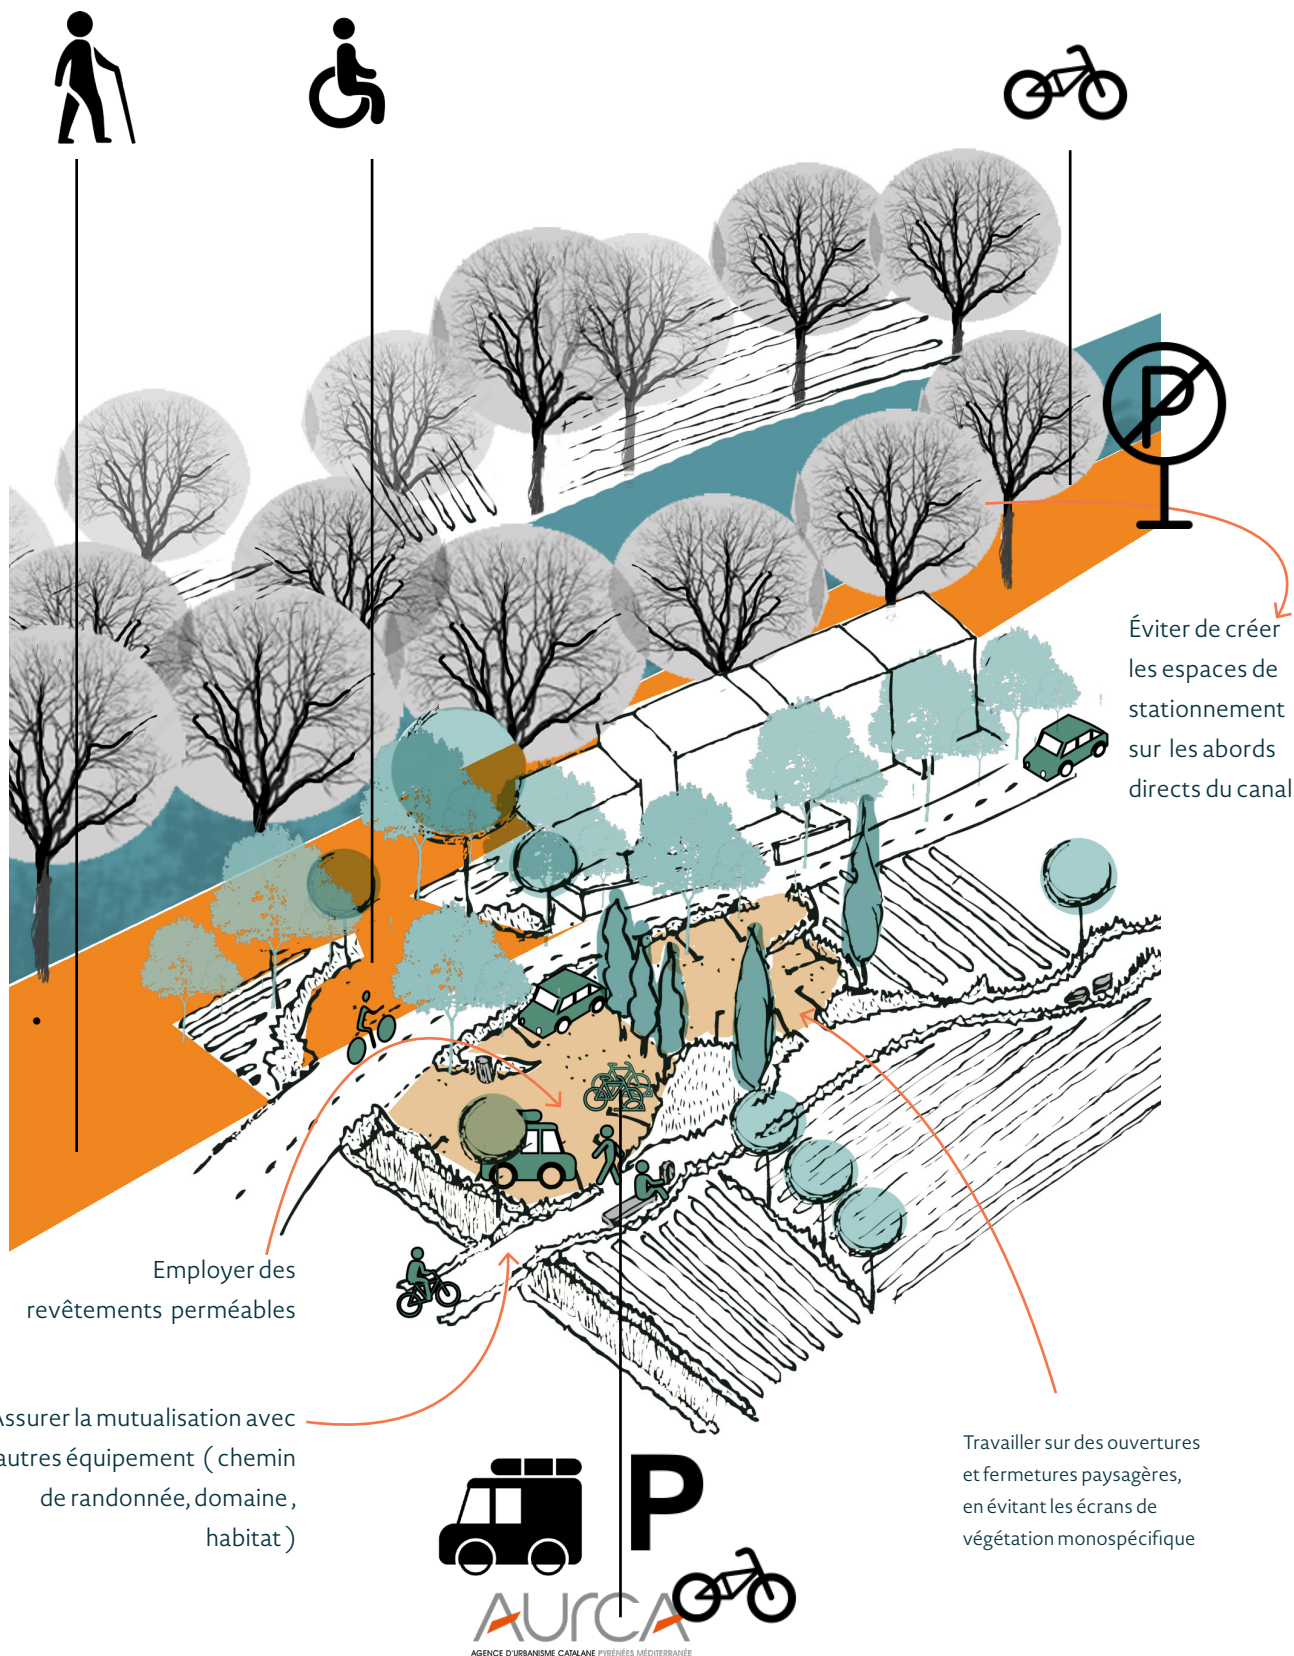 Éviter de créer
les espaces de
stationnement
sur les abords
directs du canal
Employer des
revêtements perméables
Assurer la mutualisation avec
autres équipement ( chemin
de randonnée, domaine ,
habitat )
Travailler sur des ouvertures
et fermetures paysagères,
en évitant les écrans de
végétation monospécifique
P
P
AURCA
AGENCE D'URBANISME CATALANE PYRÉNÉES MÉDITERRANÉE